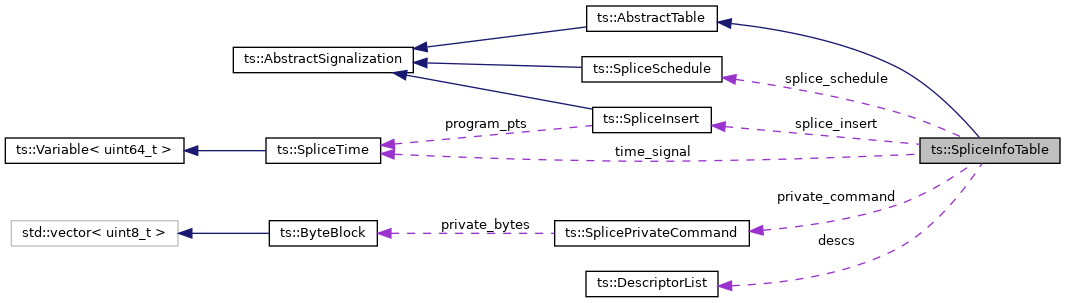 ts::AbstractTable
ts::AbstractSignalization
ts::SpliceSchedule
splice_schedule
ts::SpliceInsert
program_pts
splice_insert
ts::Variable< uint64_t >
ts::SpliceTime
time_signal
ts::SpliceInfoTable
private_command
std::vector< uint8_t >
ts::ByteBlock
private_bytes
ts::SplicePrivateCommand
descs
ts::DescriptorList